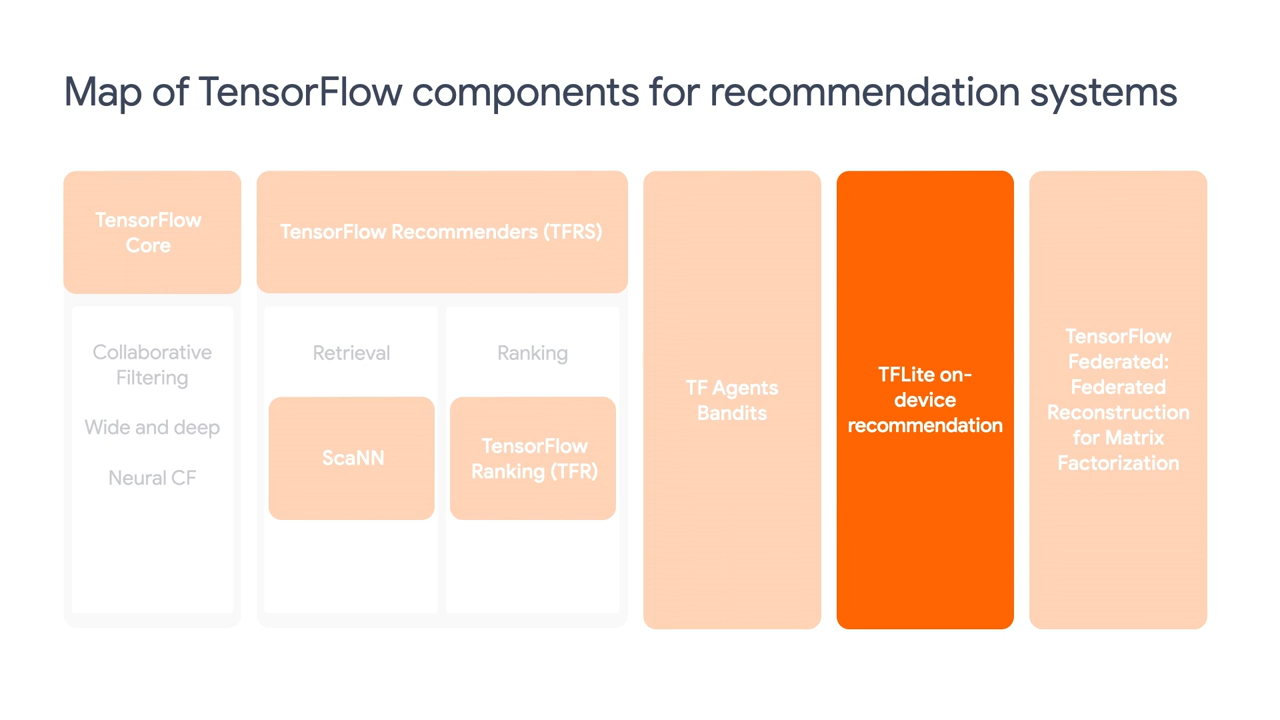 Map of TensorFlow components for recommendation systems
TensorFlow
Core
Collaborative
Filtering
Wide and deep
Neural CF
TensorFlow Recommenders (TFRS)
Retrieval
ScaNN
Ranking
TensorFlow
Ranking (TFR)
TF Agents
Bandits
TFLite on-
device
recommendation
TensorFlow
Federated:
Federated
Reconstruction
for Matrix
Factorization